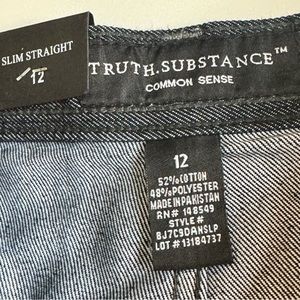 SLIM STRAIGHT
12
TRUTH.SUBSTANCE™
COMMON SENSE
12
52% COTTON
48% POLYESTER
MADE IN PAKISTAN
RN# 148549
STYLE#
BJ7C9DANSLP
LOT# 13184737